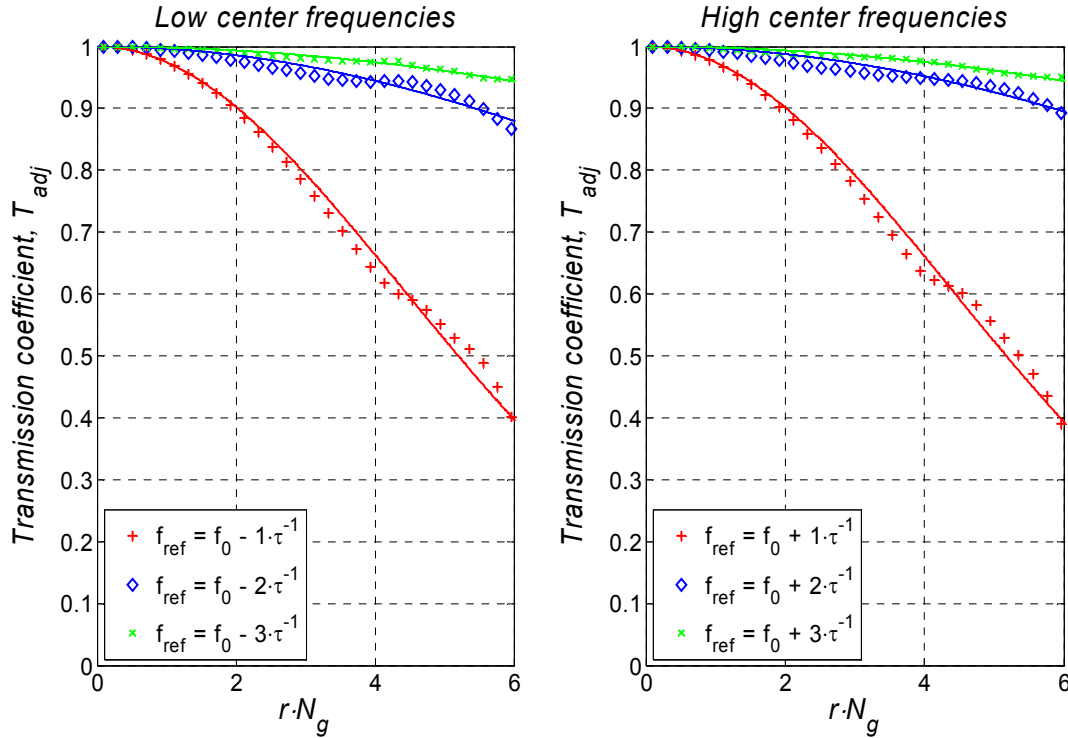 Low center frequencies
Transmission coefficient, T_adj
1
0.9
0.8
0.7
0.6
0.5
0.4
0.3
0.2
0.1
0
f_ref = f_0 - 1·τ^-1
f_ref = f_0 - 2·τ^-1
f_ref = f_0 - 3·τ^-1
0 2 4 6
r·N_g
High center frequencies
Transmission coefficient, T_adj
1
0.9
0.8
0.7
0.6
0.5
0.4
0.3
0.2
0.1
0
f_ref = f_0 + 1·τ^-1
f_ref = f_0 + 2·τ^-1
f_ref = f_0 + 3·τ^-1
0 2 4 6
r·N_g